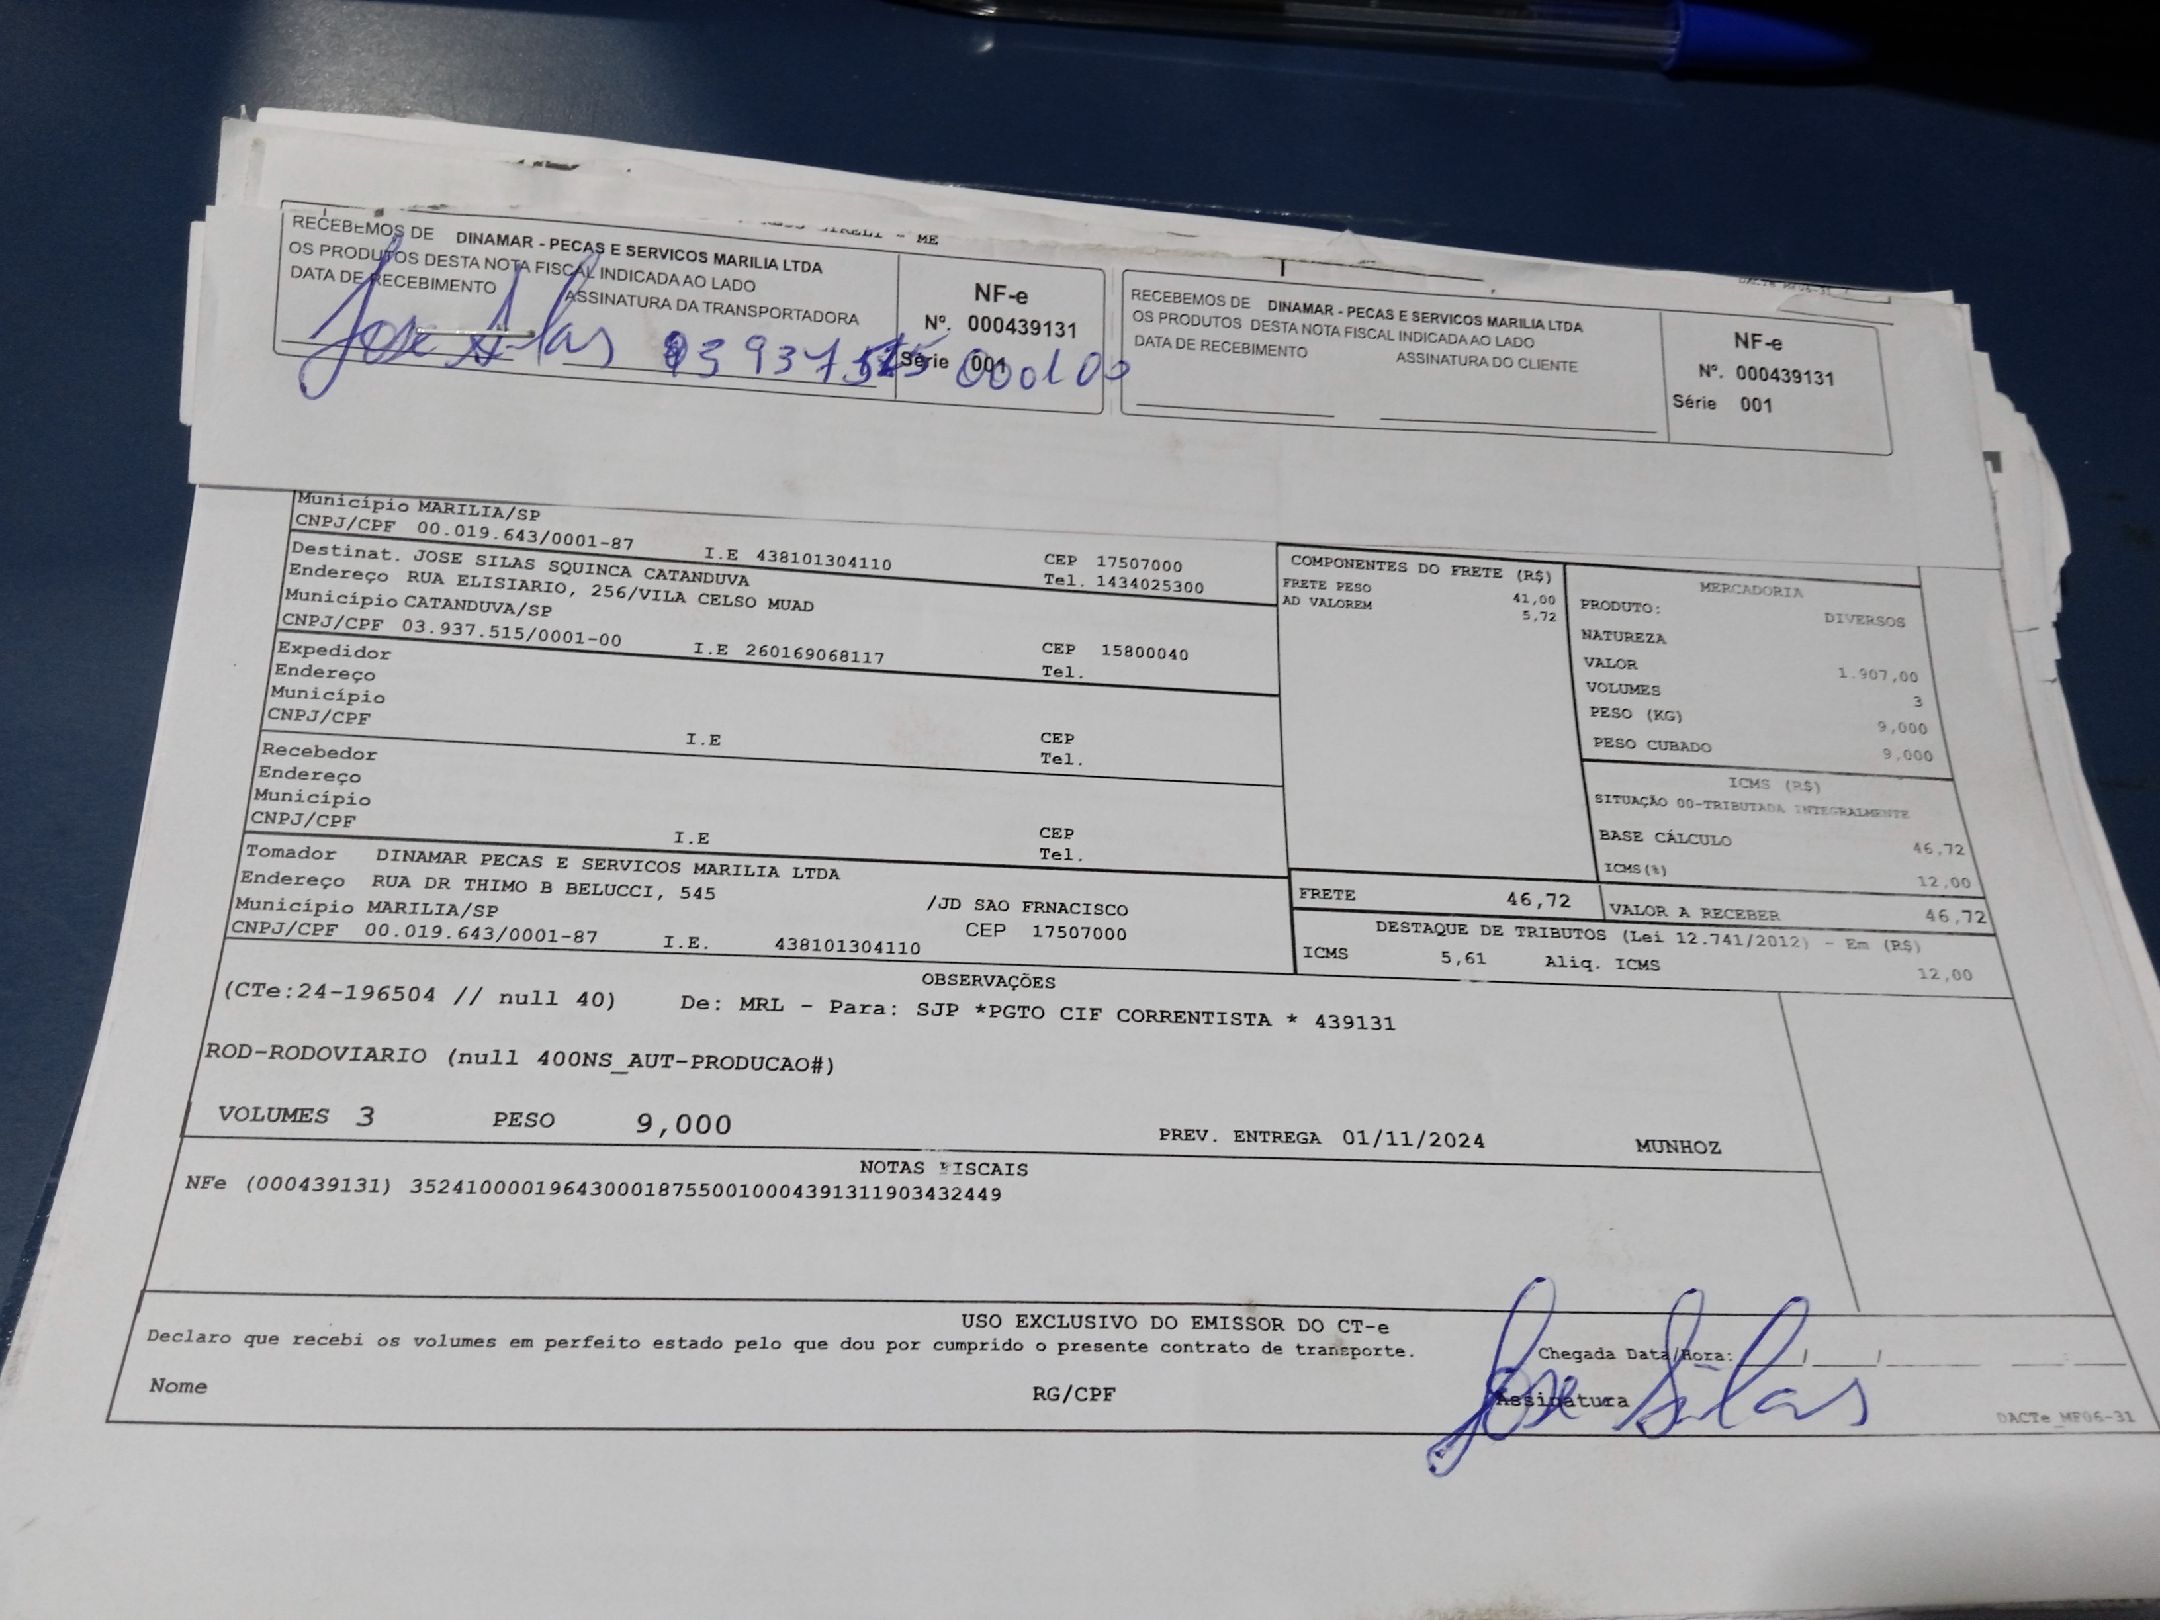 RECEBEMOS DE DINAMAR - PECAS E SERVICOS MARILIA LTDA
OS PRODUTOS DESTA NOTA FISCAL INDICADA AO LADO
DATA DE RECEBIMENTO ASSINATURA DA TRANSPORTADORA
Jose Silas
NF-e
Nº. 000439131
Série 001
RECEBEMOS DE DINAMAR - PECAS E SERVICOS MARILIA LTDA
OS PRODUTOS DESTA NOTA FISCAL INDICADA AO LADO
DATA DE RECEBIMENTO ASSINATURA DO CLIENTE
NF-e
Nº. 000439131
Série 001
Município MARILIA/SP
CNPJ/CPF 00.019.643/0001-87 I.E 438101304110 CEP 17507000
Tel. 1434025300
Destinat. JOSE SILAS SQUINCA CATANDUVA
Endereço RUA ELISIARIO, 256/VILA CELSO MUAD
Município CATANDUVA/SP
CNPJ/CPF 03.937.515/0001-00 I.E 260169068117 CEP 15800040
Tel.
Expedidor
Endereço
Município
CNPJ/CPF I.E CEP
Tel.
Recebedor
Endereço
Município
CNPJ/CPF I.E CEP
Tel.
Tomador DINAMAR PECAS E SERVICOS MARILIA LTDA
Endereço RUA DR THIMO B BELUCCI, 545 /JD SAO FRNACISCO
Município MARILIA/SP CEP 17507000
CNPJ/CPF 00.019.643/0001-87 I.E. 438101304110
COMPONENTES DO FRETE (R$)
FRETE PESO 41,00
AD VALOREM 5,72
MERCADORIA
PRODUTO: DIVERSOS
NATUREZA
VALOR 1.907,00
VOLUMES 3
PESO (KG) 9,000
PESO CUBADO 9,000
ICMS (R$)
SITUAÇÃO 00-TRIBUTADA INTEGRALMENTE
BASE CÁLCULO 46,72
ICMS(%) 12,00
FRETE 46,72 VALOR A RECEBER 46,72
DESTAQUE DE TRIBUTOS (Lei 12.741/2012) - Em (R$)
ICMS 5,61 Aliq. ICMS 12,00
OBSERVAÇÕES
(CTe:24-196504 // null 40) De: MRL - Para: SJP *PGTO CIF CORRENTISTA * 439131
ROD-RODOVIARIO (null 400NS_AUT-PRODUCAO#)
VOLUMES 3 PESO 9,000 PREV. ENTREGA 01/11/2024 MUNHOZ
NOTAS FISCAIS
NFe (000439131) 35241000019643000187550010004391311903432449
USO EXCLUSIVO DO EMISSOR DO CT-e
Declaro que recebi os volumes em perfeito estado pelo que dou por cumprido o presente contrato de transporte. Chegada Data/Hora:
Nome RG/CPF Assinatura
Jose Silas
DACTe_MF06-31